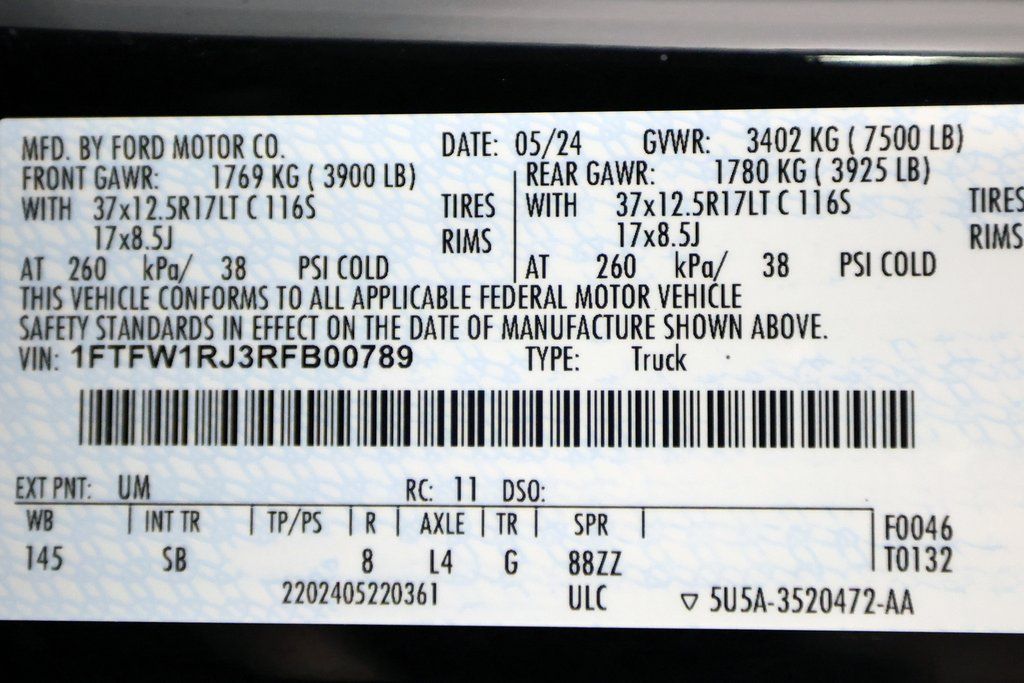 MFD. BY FORD MOTOR CO. DATE: 05/24 GVWR: 3402 KG ( 7500 LB)
FRONT GAWR: 1769 KG ( 3900 LB) REAR GAWR: 1780 KG ( 3925 LB)
WITH 37x12.5R17LT C 116S TIRES WITH 37x12.5R17LT C 116S TIRES
17x8.5J RIMS 17x8.5J RIMS
AT 260 kPa/ 38 PSI COLD AT 260 kPa/ 38 PSI COLD
THIS VEHICLE CONFORMS TO ALL APPLICABLE FEDERAL MOTOR VEHICLE
SAFETY STANDARDS IN EFFECT ON THE DATE OF MANUFACTURE SHOWN ABOVE.
VIN: 1FTFW1RJ3RFB00789 TYPE: Truck
EXT PNT: UM RC: 11 DSO:
WB INT TR TP/PS R AXLE TR SPR F0046
145 SB 8 L4 G 88ZZ T0132
2202405220361 ULC ▽ 5U5A-3520472-AA